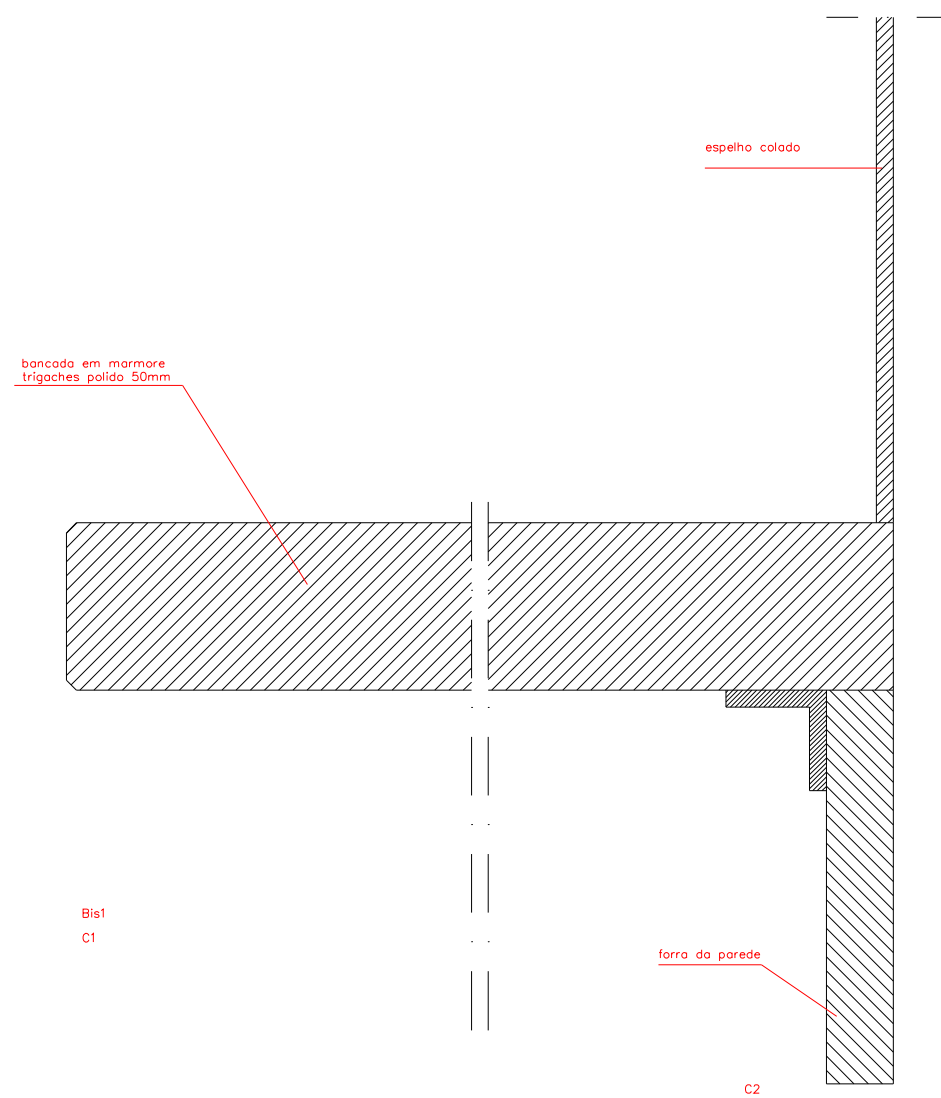 espelho colado
bancada em marmore
trigaches polido 50mm
Bis1
C1
forra da parede
C2